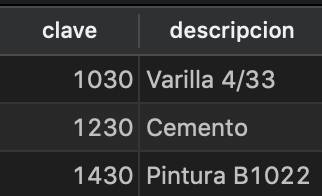 clave descripcion
1030 Varilla 4/33
1230 Cemento
1430 Pintura B1022